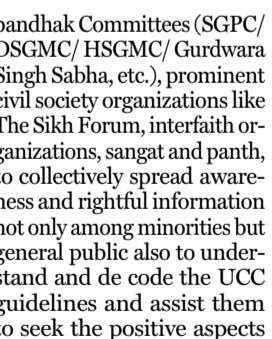 bandhak Committees (SGPC/
DSGMC/ HSGMC/ Gurdwara
Singh Sabha, etc.), prominent
civil society organizations like
The Sikh Forum, interfaith or-
ganizations, sangat and panth,
to collectively spread aware-
ness and rightful information
not only among minorities but
general public also to under-
stand and de code the UCC
guidelines and assist them
to seek the positive aspects